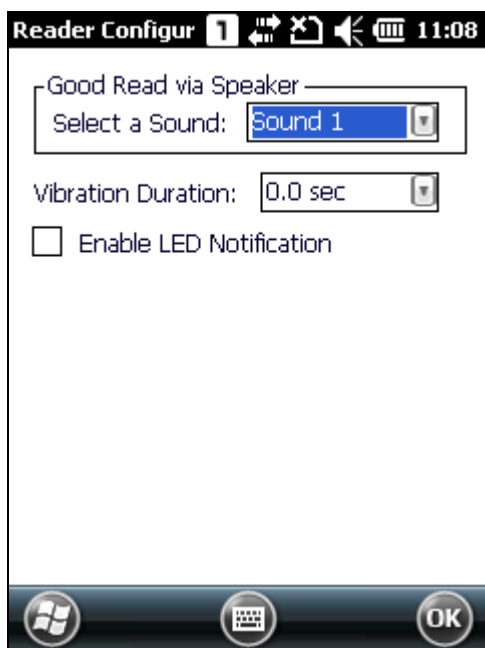 Reader Configur 1 11:08
Good Read via Speaker
Select a Sound: Sound 1
Vibration Duration: 0.0 sec
Enable LED Notification
OK